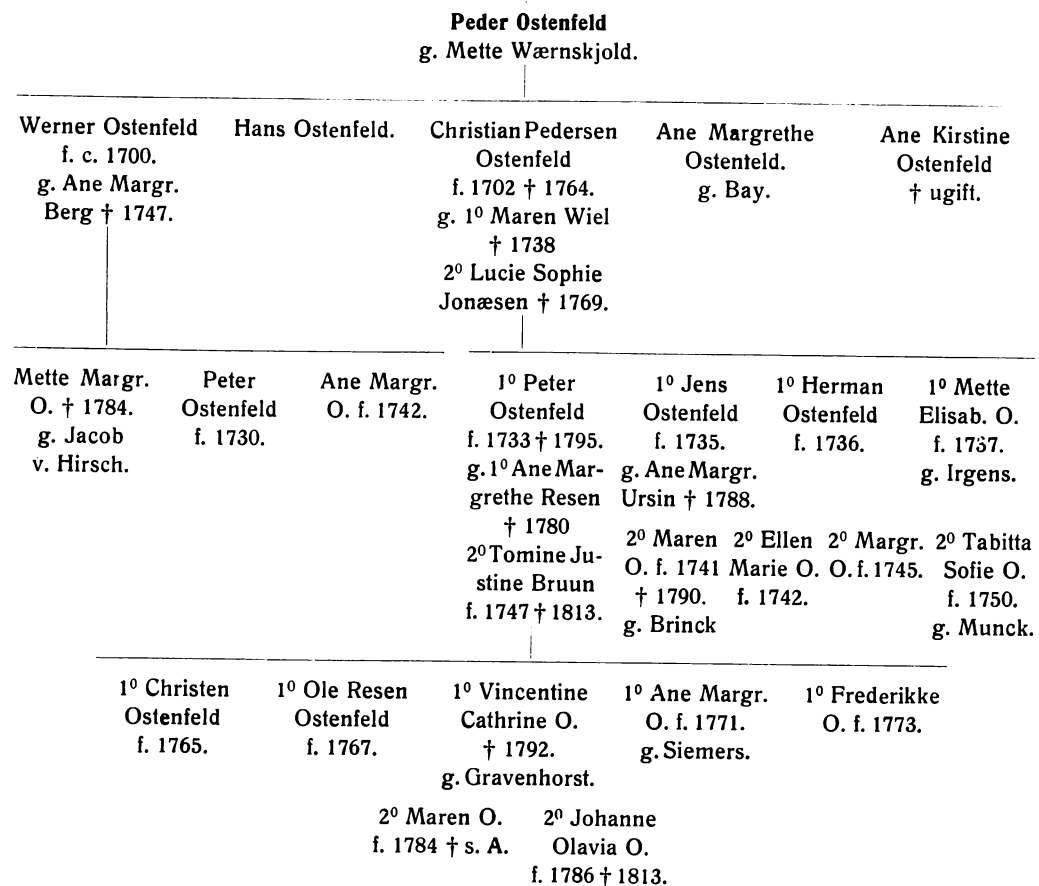 Peder Ostenfeld
g. Mette Wærnskjold.
Werner Ostenfeld
f. c. 1700.
g. Ane Margr.
Berg † 1747.
Hans Ostenfeld.
Christian Pedersen
Ostenfeld
f. 1702 † 1764.
g. 1⁰ Maren Wiel
† 1738
2⁰ Lucie Sophie
Jonæsen † 1769.
Ane Margrethe
Ostenfeld.
g. Bay.
Ane Kirstine
Ostenfeld
† ugift.
Mette Margr.
O. † 1784.
g. Jacob
v. Hirsch.
Peter
Ostenfeld
f. 1730.
Ane Margr.
O. f. 1742.
1⁰ Peter
Ostenfeld
f. 1733 † 1795.
g. 1⁰ Ane Mar-
grethe Resen
† 1780
2⁰ Tomine Ju-
stine Bruun
f. 1747 † 1813.
1⁰ Jens
Ostenfeld
f. 1735.
g. Ane Margr.
Ursin † 1788.
1⁰ Herman
Ostenfeld
f. 1736.
1⁰ Mette
Elisab. O.
f. 1737.
g. Irgens.
2⁰ Maren
O. f. 1741
† 1790.
g. Brinck
2⁰ Ellen
Marie O.
f. 1742.
2⁰ Margr.
O. f. 1745.
2⁰ Tabitta
Sofie O.
f. 1750.
g. Munck.
1⁰ Christen
Ostenfeld
f. 1765.
1⁰ Ole Resen
Ostenfeld
f. 1767.
1⁰ Vincentine
Cathrine O.
† 1792.
g. Gravenhorst.
1⁰ Ane Margr.
O. f. 1771.
g. Siemers.
1⁰ Frederikke
O. f. 1773.
2⁰ Maren O.
f. 1784 † s. A.
2⁰ Johanne
Olavia O.
f. 1786 † 1813.